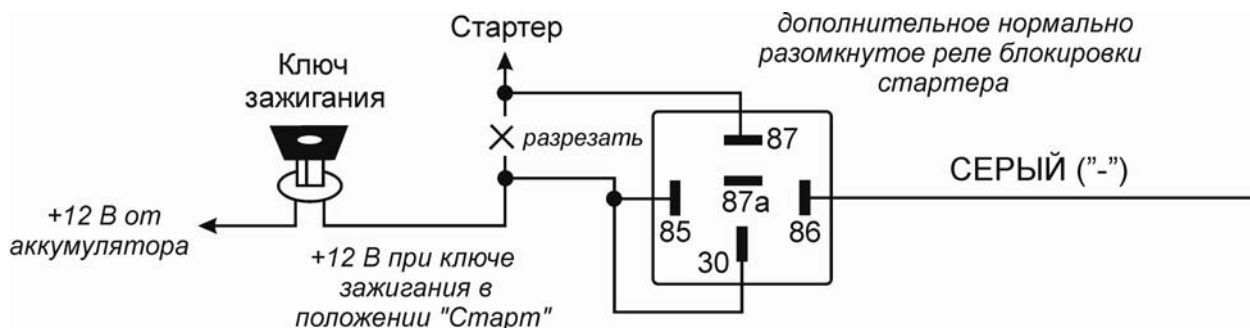 Стартер
дополнительное нормально
разомкнутое реле блокировки
стартера
Ключ
зажигания
разрезать
87
87а
85
86
30
СЕРЫЙ ("-")
+12 В от
аккумулятора
+12 В при ключе
зажигания в
положении "Старт"